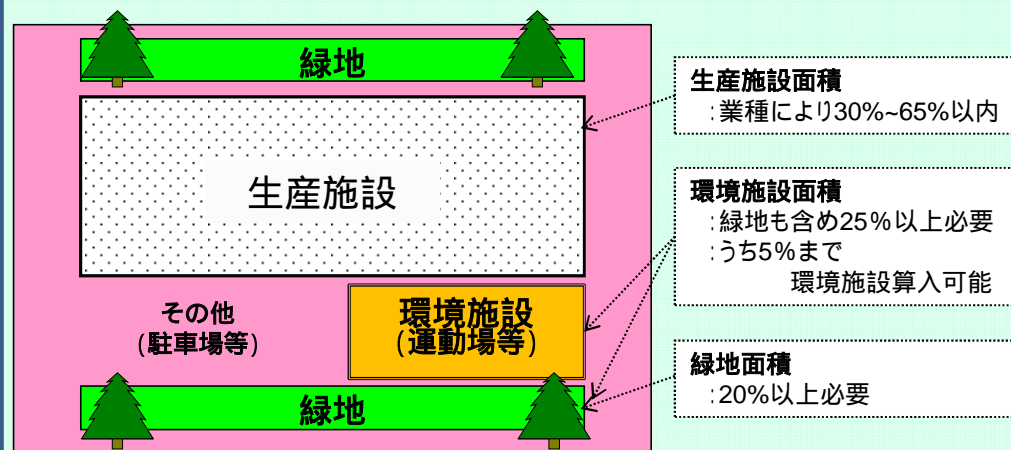 緑地
生産施設
その他
(駐車場等)
環境施設
(運動場等)
緑地
生産施設面積
:業種により30%~65%以内
環境施設面積
:緑地も含め25%以上必要
:うち5%まで
環境施設算入可能
緑地面積
:20%以上必要